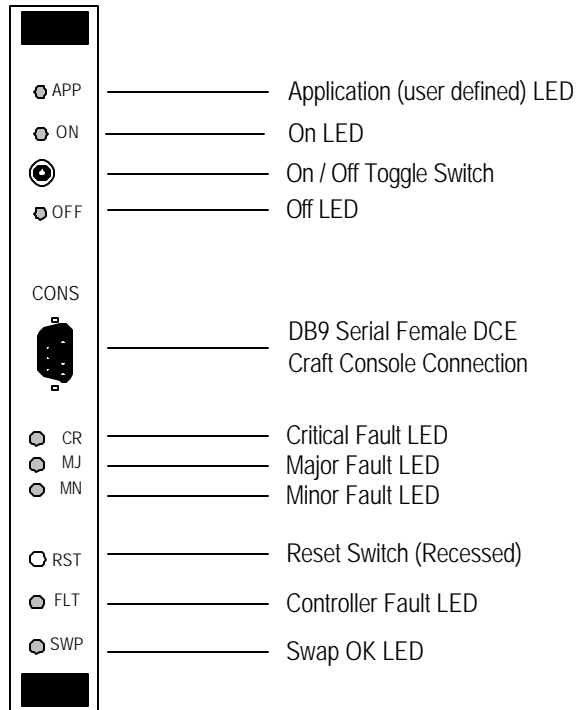 APP Application (user defined) LED
ON On LED
On / Off Toggle Switch
OFF Off LED
CONS
DB9 Serial Female DCE
Craft Console Connection
CR Critical Fault LED
MJ Major Fault LED
MN Minor Fault LED
RST Reset Switch (Recessed)
FLT Controller Fault LED
SWP Swap OK LED